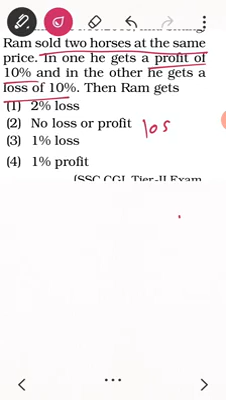 Ram sold two horses at the same
price. In one he gets a profit of
10% and in the other he gets a
loss of 10%. Then Ram gets
(1) 2% loss
(2) No loss or profit
los
(3) 1% loss
(4) 1% profit
(SSC CGL Tier-II Exam